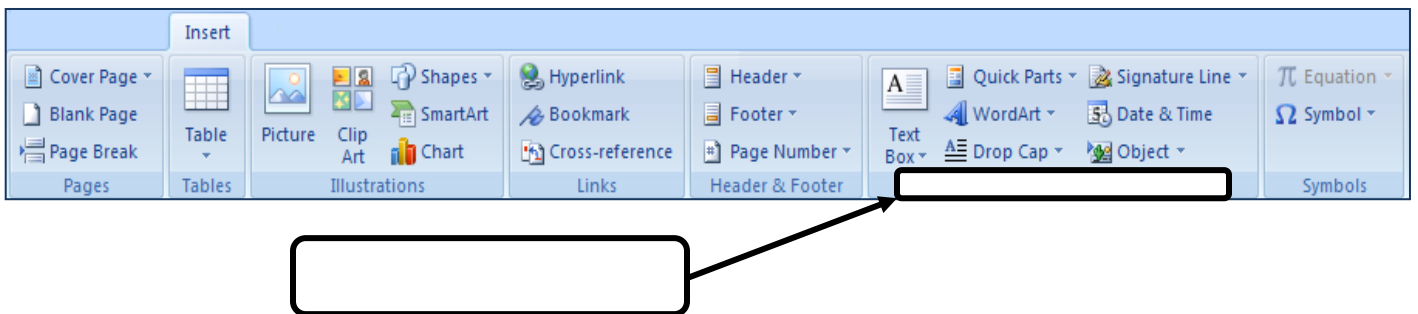 Insert
Cover Page
Blank Page
Page Break
Pages
Table
Tables
Picture
Clip
Art
Shapes
SmartArt
Chart
Illustrations
Hyperlink
Bookmark
Cross-reference
Links
Header
Footer
Page Number
Header & Footer
A
Text
Box
Quick Parts
WordArt
Drop Cap
Signature Line
Date & Time
Object
π Equation
Ω Symbol
Symbols